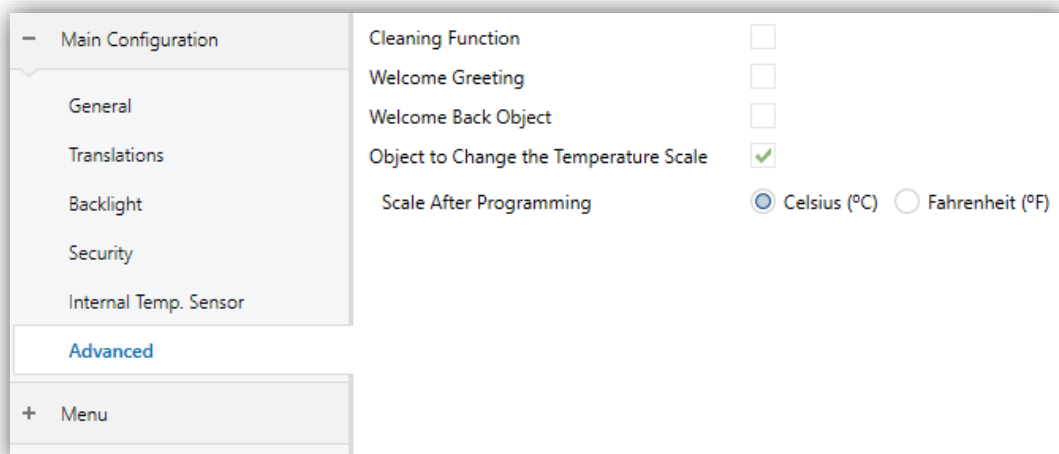 Main Configuration
General
Translations
Backlight
Security
Internal Temp. Sensor
Advanced
Menu
Cleaning Function
Welcome Greeting
Welcome Back Object
Object to Change the Temperature Scale
Scale After Programming Celsius (ºC) Fahrenheit (ºF)